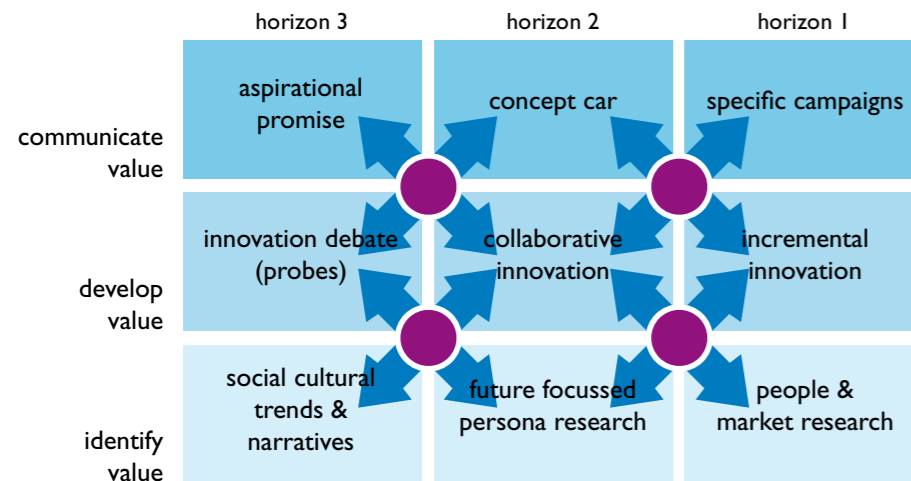 horizon 3
horizon 2
horizon 1
communicate
value
aspirational
promise
concept car
specific campaigns
develop
value
innovation debate
(probes)
collaborative
innovation
incremental
innovation
identify
value
social cultural
trends &
narratives
future focussed
persona research
people &
market research